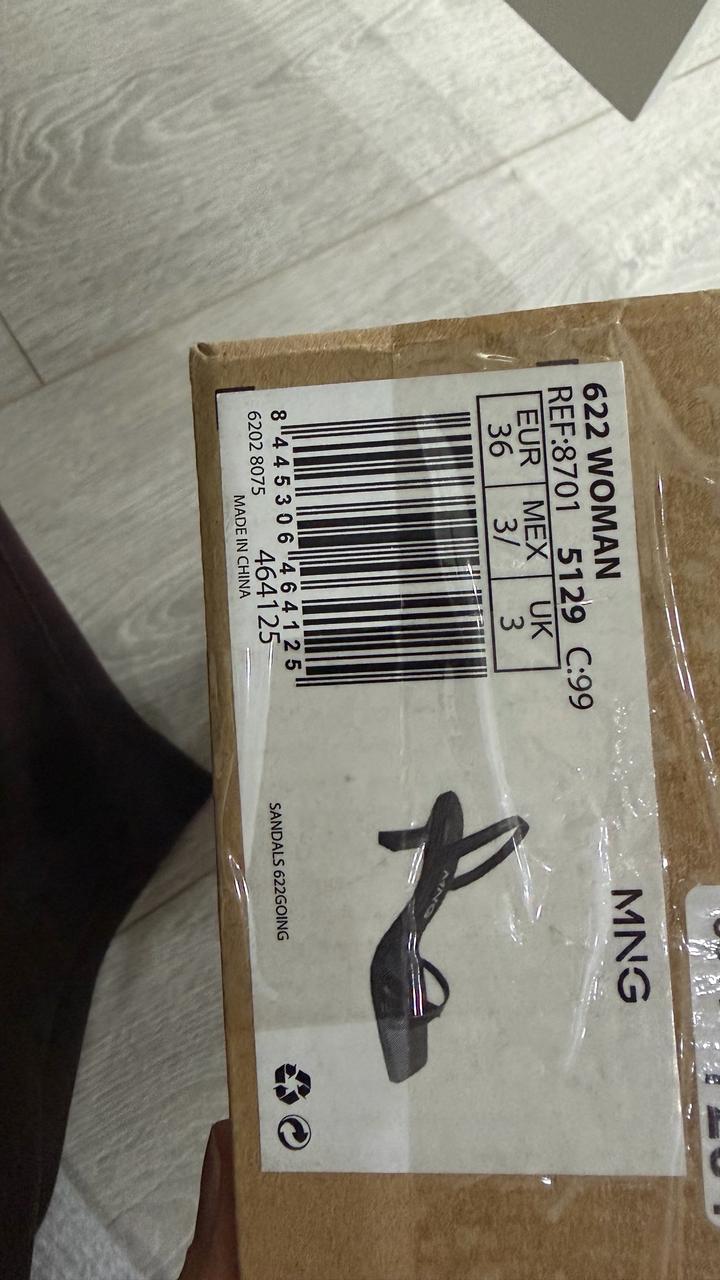 622 WOMAN
REF:8701 5129 C:99
EUR MEX UK
36 3/ 3
8 445306 464125
464125
6202 8075
MADE IN CHINA
MNG
MNG
SANDALS 622GOING